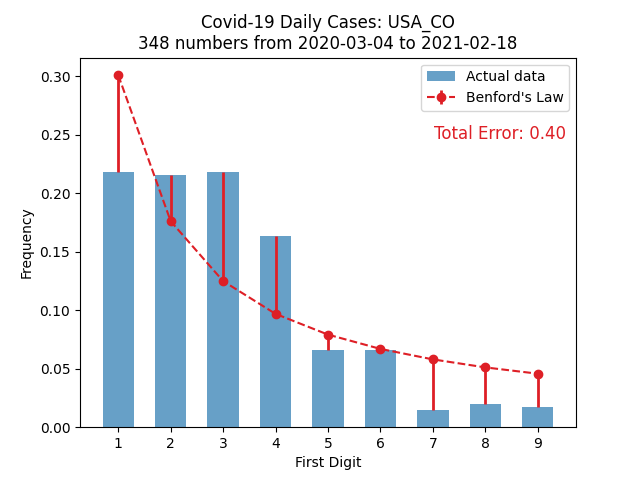 Covid-19 Daily Cases: USA_CO
348 numbers from 2020-03-04 to 2021-02-18
Actual data
Benford's Law
Total Error: 0.40
Frequency
0.30
0.25
0.20
0.15
0.10
0.05
0.00
1 2 3 4 5 6 7 8 9
First Digit